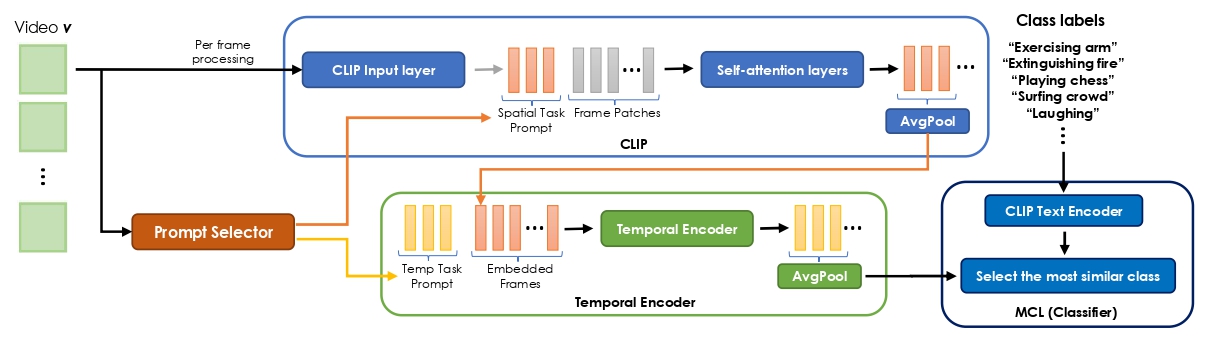 Video v
Per frame
processing
CLIP Input layer
Spatial Task
Prompt
Frame Patches
Self-attention layers
AvgPool
CLIP
Class labels
“Exercising arm”
“Extinguishing fire”
“Playing chess”
“Surfing crowd”
“Laughing”
Prompt Selector
Temp Task
Prompt
Embedded
Frames
Temporal Encoder
AvgPool
Temporal Encoder
CLIP Text Encoder
Select the most similar class
MCL (Classifier)